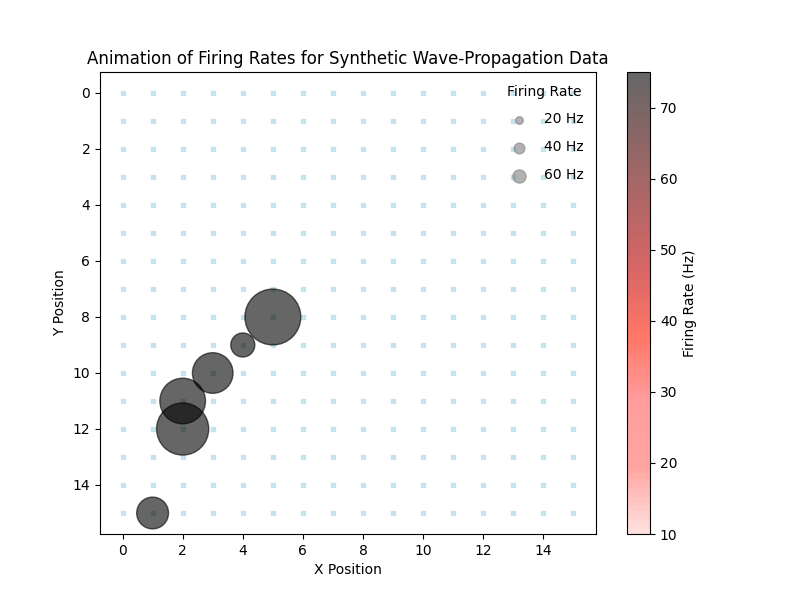 Animation of Firing Rates for Synthetic Wave-Propagation Data
Firing Rate
20 Hz
40 Hz
60 Hz
0
2
4
6
8
10
12
14
Y Position
0 2 4 6 8 10 12 14
X Position
70
60
50
40
30
20
10
Firing Rate (Hz)